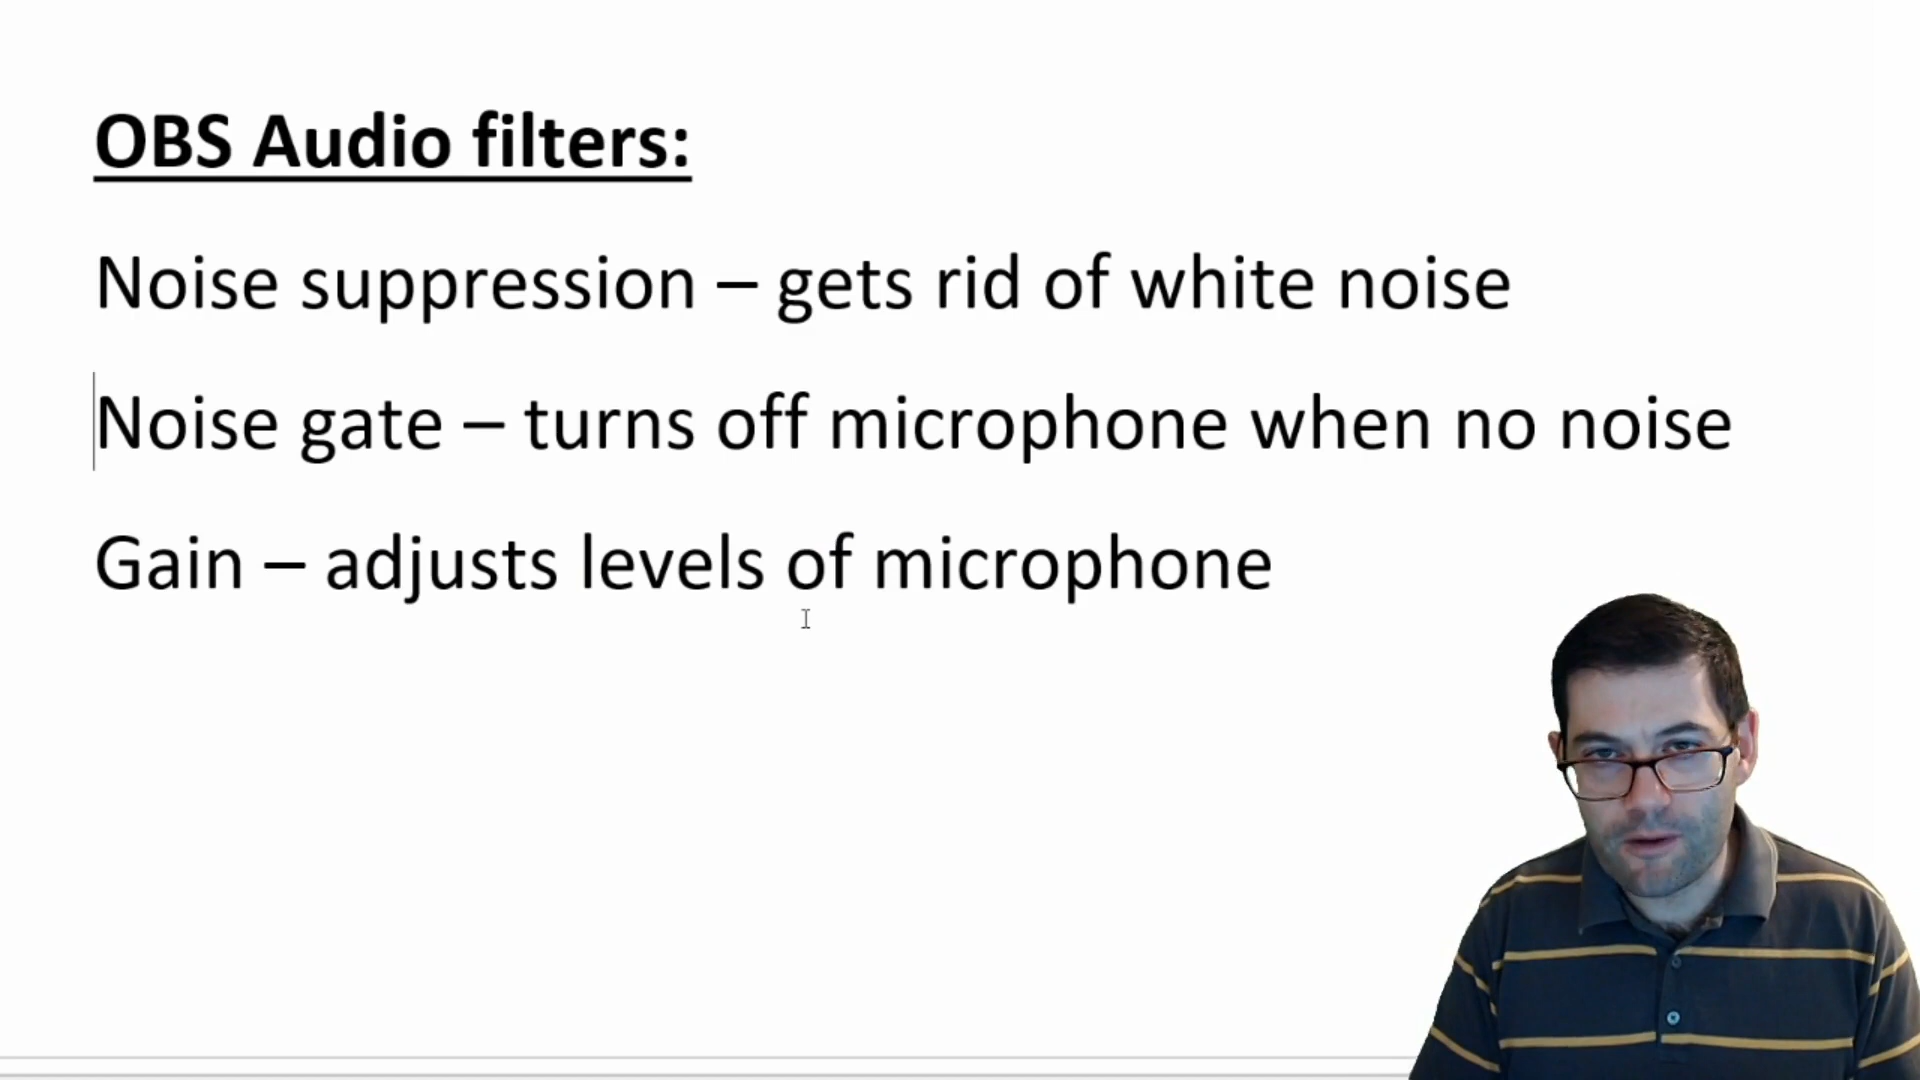 OBS Audio filters:
Noise suppression – gets rid of white noise
Noise gate – turns off microphone when no noise
Gain – adjusts levels of microphone